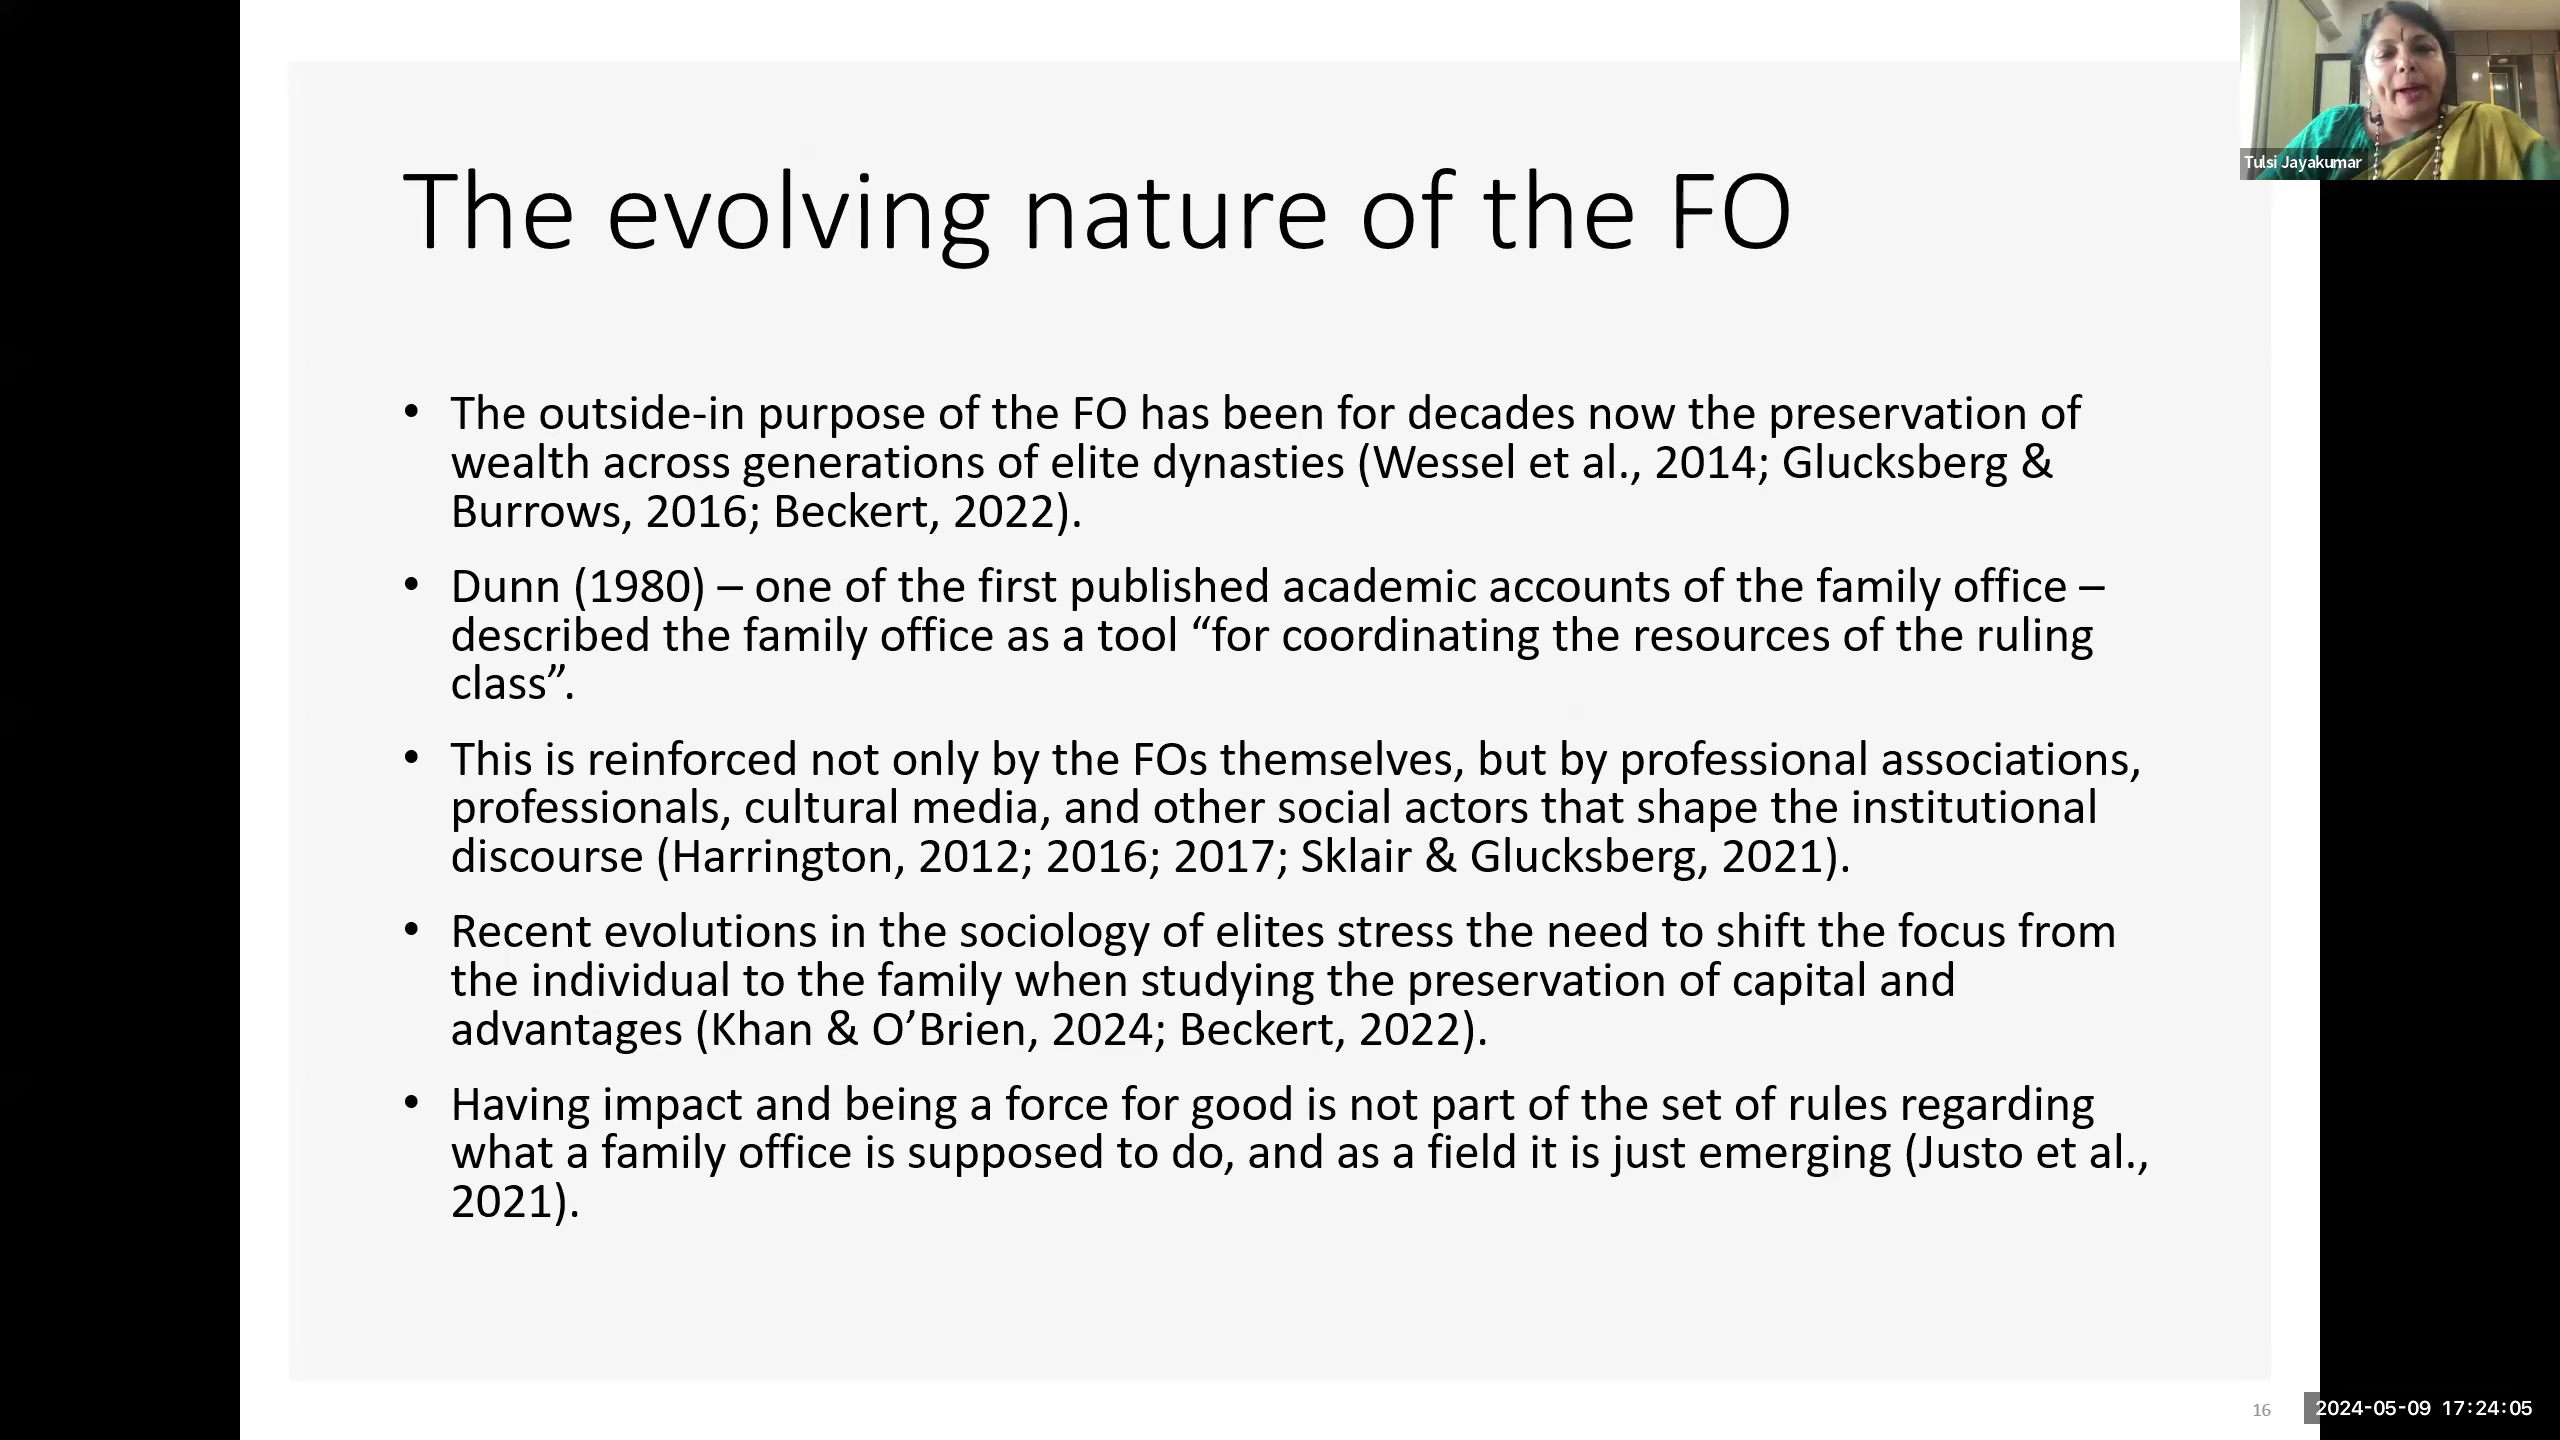 Tulsi Jayakumar
The evolving nature of the FO
• The outside-in purpose of the FO has been for decades now the preservation of
wealth across generations of elite dynasties (Wessel et al., 2014; Glucksberg &
Burrows, 2016; Beckert, 2022).
• Dunn (1980) – one of the first published academic accounts of the family office –
described the family office as a tool “for coordinating the resources of the ruling
class”.
• This is reinforced not only by the FOs themselves, but by professional associations,
professionals, cultural media, and other social actors that shape the institutional
discourse (Harrington, 2012; 2016; 2017; Sklair & Glucksberg, 2021).
• Recent evolutions in the sociology of elites stress the need to shift the focus from
the individual to the family when studying the preservation of capital and
advantages (Khan & O’Brien, 2024; Beckert, 2022).
• Having impact and being a force for good is not part of the set of rules regarding
what a family office is supposed to do, and as a field it is just emerging (Justo et al.,
2021).
16
2024-05-09 17:24:05